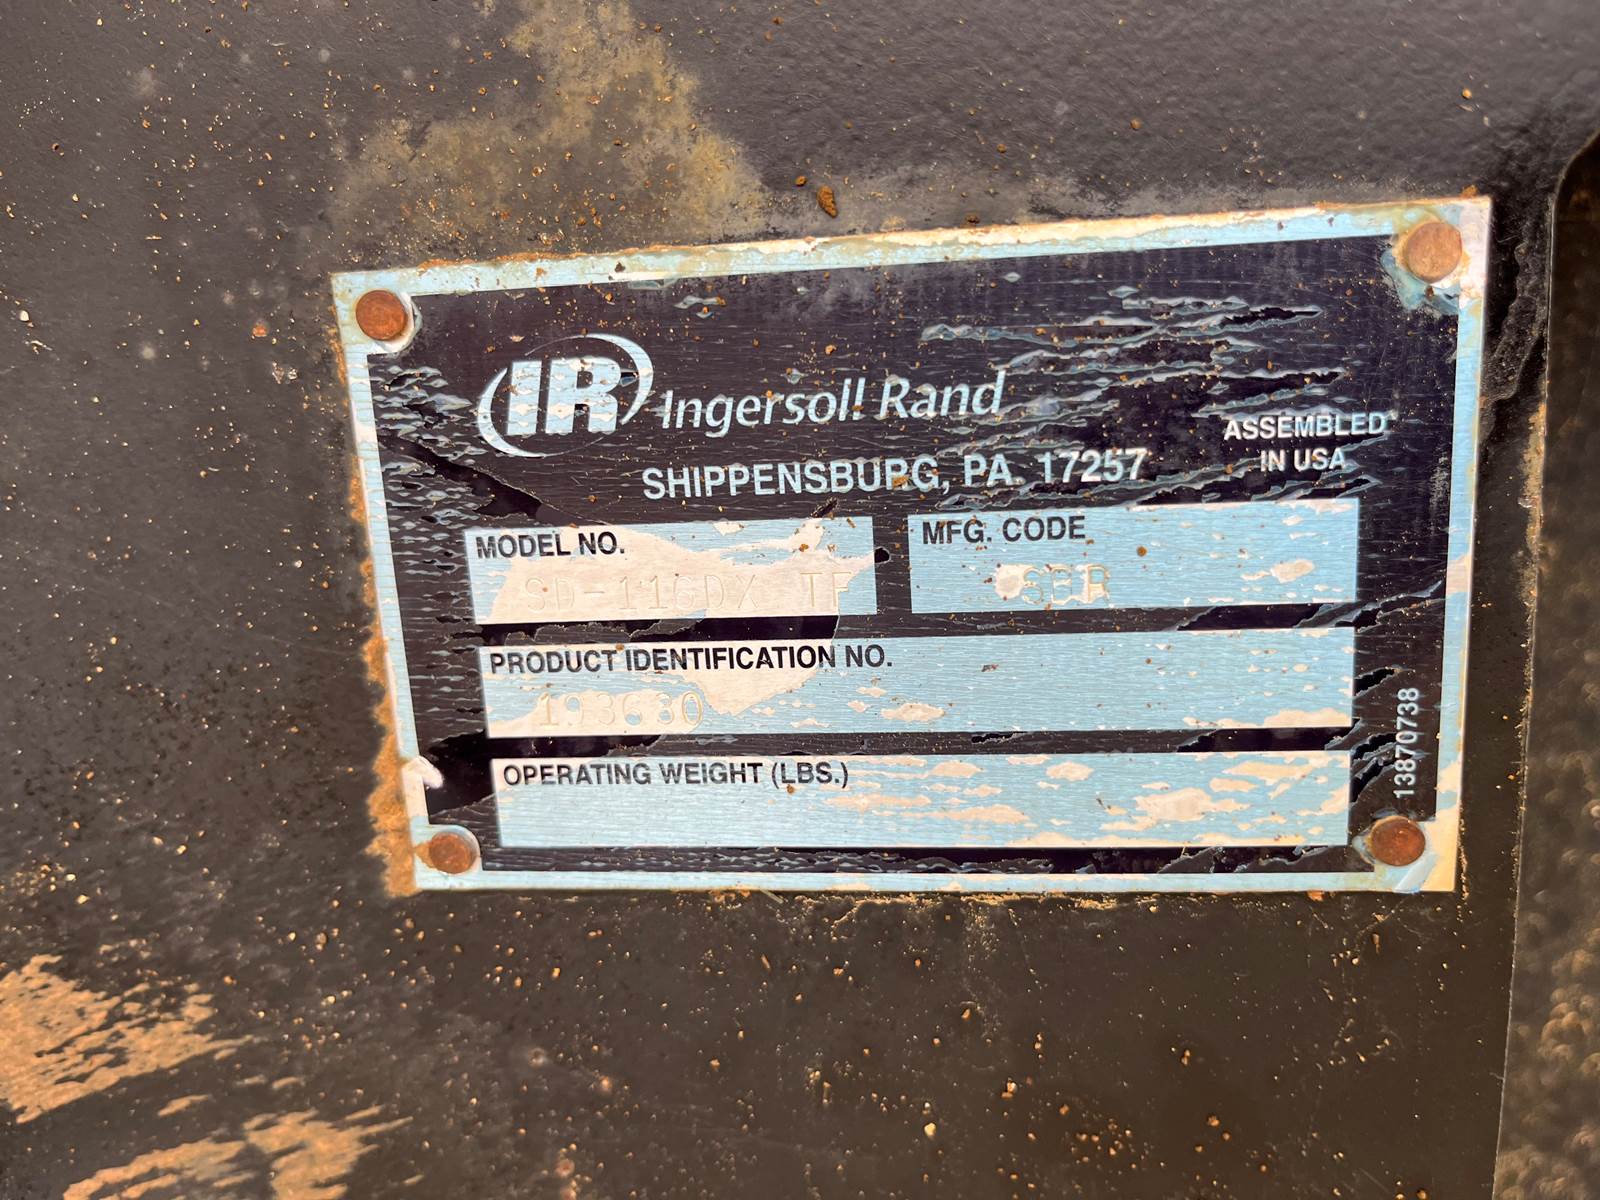 IR Ingersoll Rand
SHIPPENSBURG, PA. 17257
ASSEMBLED
IN USA
MODEL NO.
SD-116DX TF
MFG. CODE
PRODUCT IDENTIFICATION NO.
193630
OPERATING WEIGHT (LBS.)
13870738